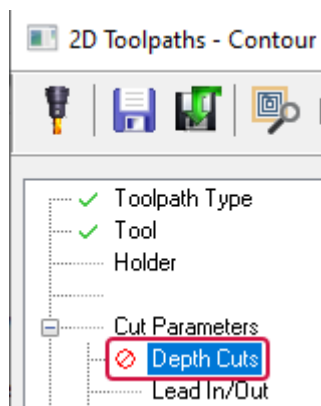 2D Toolpaths - Contour
Toolpath Type
Tool
Holder
Cut Parameters
Depth Cuts
Lead In/Out